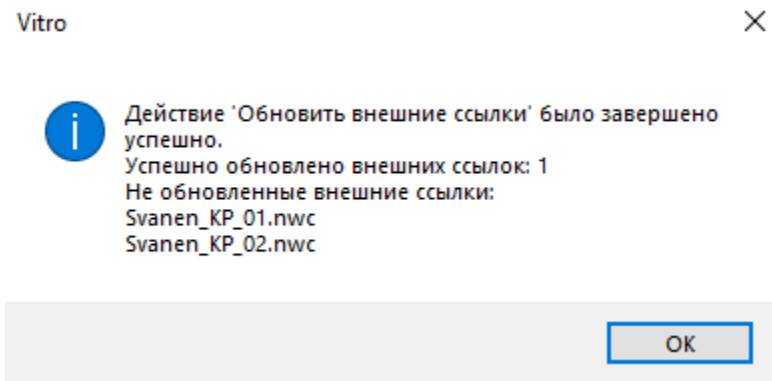 Vitro
Действие 'Обновить внешние ссылки' было завершено
успешно.
Успешно обновлено внешних ссылок: 1
Не обновленные внешние ссылки:
Svanen_KP_01.nwc
Svanen_KP_02.nwc
OK